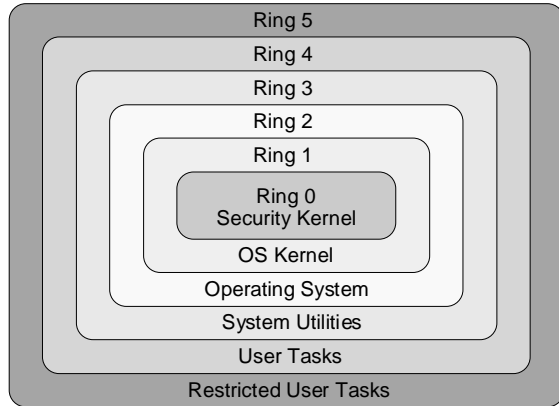 Ring 5
Ring 4
Ring 3
Ring 2
Ring 1
Ring 0
Security Kernel
OS Kernel
Operating System
System Utilities
User Tasks
Restricted User Tasks